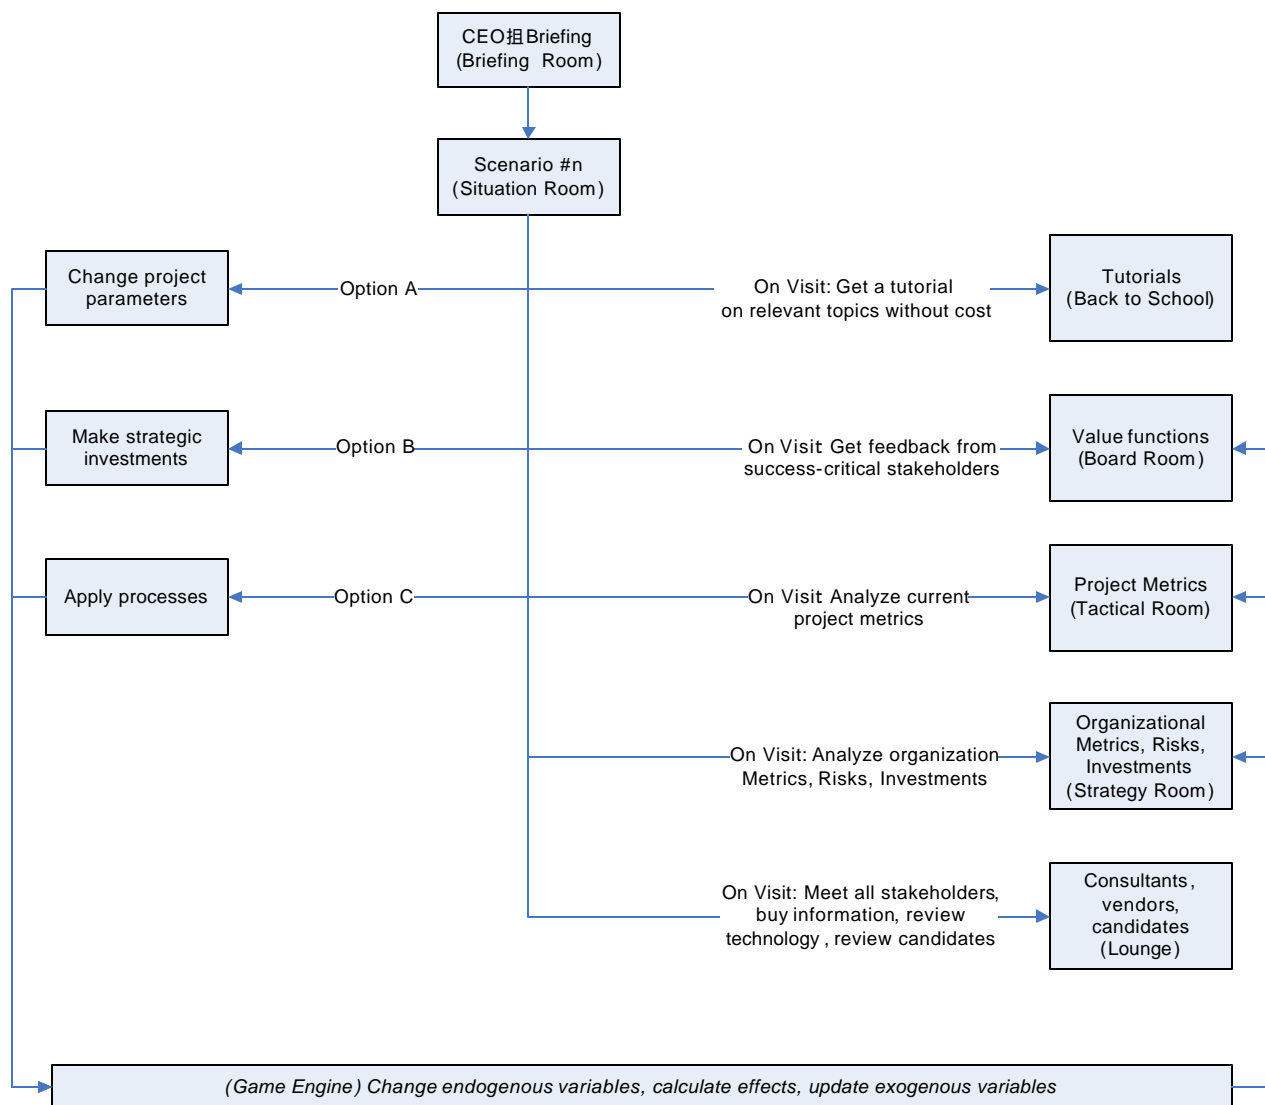 CEO担Briefing
(Briefing Room)
Scenario #n
(Situation Room)
Change project
parameters
Option A
On Visit: Get a tutorial
on relevant topics without cost
Tutorials
(Back to School)
Make strategic
investments
Option B
On Visit Get feedback from
success-critical stakeholders
Value functions
(Board Room)
Apply processes
Option C
On Visit Analyze current
project metrics
Project Metrics
(Tactical Room)
On Visit: Analyze organization
Metrics, Risks, Investments
Organizational
Metrics, Risks,
Investments
(Strategy Room)
On Visit: Meet all stakeholders,
buy information, review
technology, review candidates
Consultants,
vendors,
candidates
(Lounge)
(Game Engine) Change endogenous variables, calculate effects, update exogenous variables